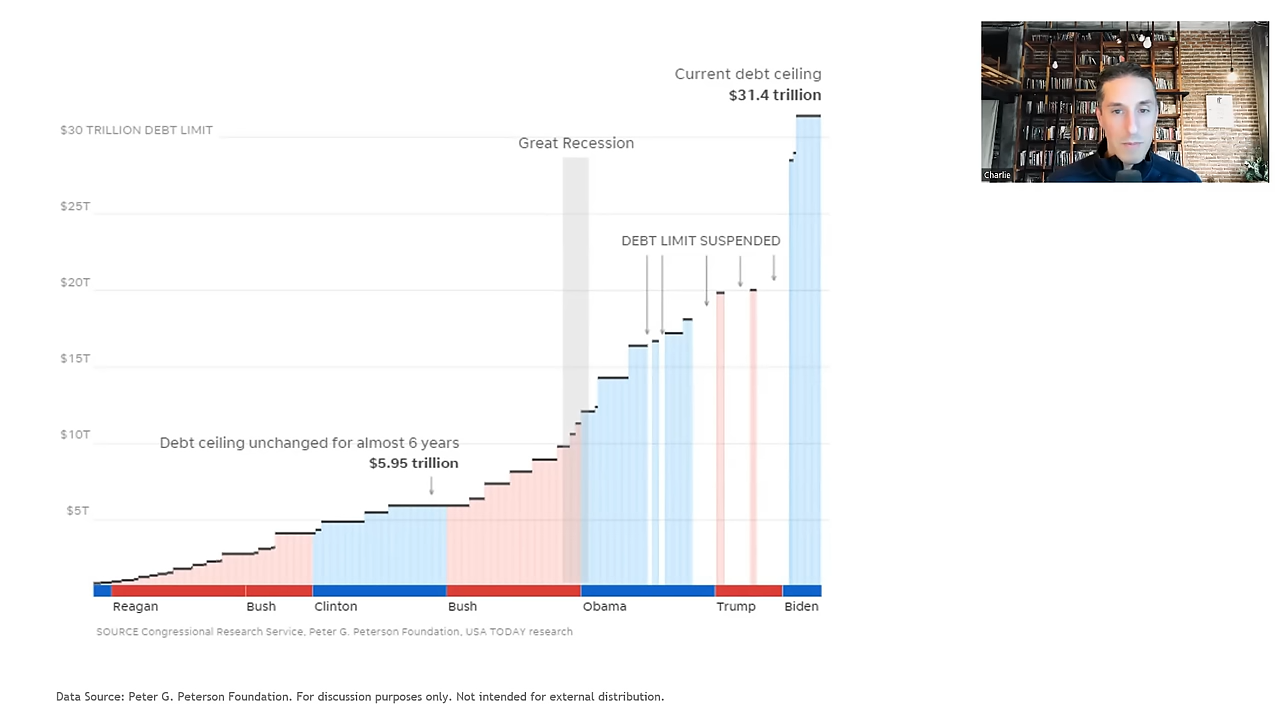 Current debt ceiling
$31.4 trillion
$30 TRILLION DEBT LIMIT
Great Recession
$25T
DEBT LIMIT SUSPENDED
$20T
$15T
$10T
Debt ceiling unchanged for almost 6 years
$5.95 trillion
$5T
Reagan Bush Clinton Bush Obama Trump Biden
SOURCE Congressional Research Service, Peter G. Peterson Foundation, USA TODAY research
Data Source: Peter G. Peterson Foundation. For discussion purposes only. Not intended for external distribution.
Charlie